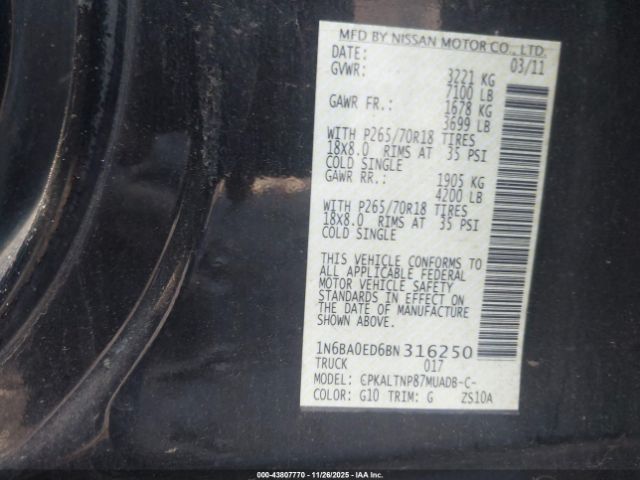 MFD BY NISSAN MOTOR CO., LTD.
DATE: 03/11
GVWR: 3221 KG
7100 LB
GAWR FR.: 1678 KG
3699 LB
WITH P265/70R18 TIRES
18X8.0 RIMS AT 35 PSI
COLD SINGLE
GAWR RR.: 1905 KG
4200 LB
WITH P265/70R18 TIRES
18X8.0 RIMS AT 35 PSI
COLD SINGLE
THIS VEHICLE CONFORMS TO
ALL APPLICABLE FEDERAL
MOTOR VEHICLE SAFETY
STANDARDS IN EFFECT ON
THE DATE OF MANUFACTURE
SHOWN ABOVE.
1N6BA0ED6BN316250
TRUCK 017
MODEL: CPKALTNP87MUADB-C-
COLOR: G10 TRIM: G ZS10A
000-43807770 - 11/26/2025 - IAA Inc.